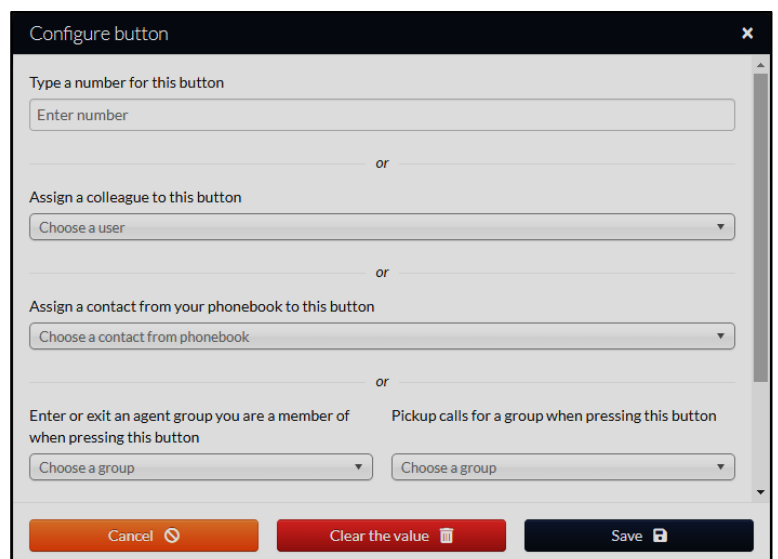 Configure button
Type a number for this button
Enter number
or
Assign a colleague to this button
Choose a user
or
Assign a contact from your phonebook to this button
Choose a contact from phonebook
or
Enter or exit an agent group you are a member of
when pressing this button
Choose a group
Pickup calls for a group when pressing this button
Choose a group
Cancel
Clear the value
Save